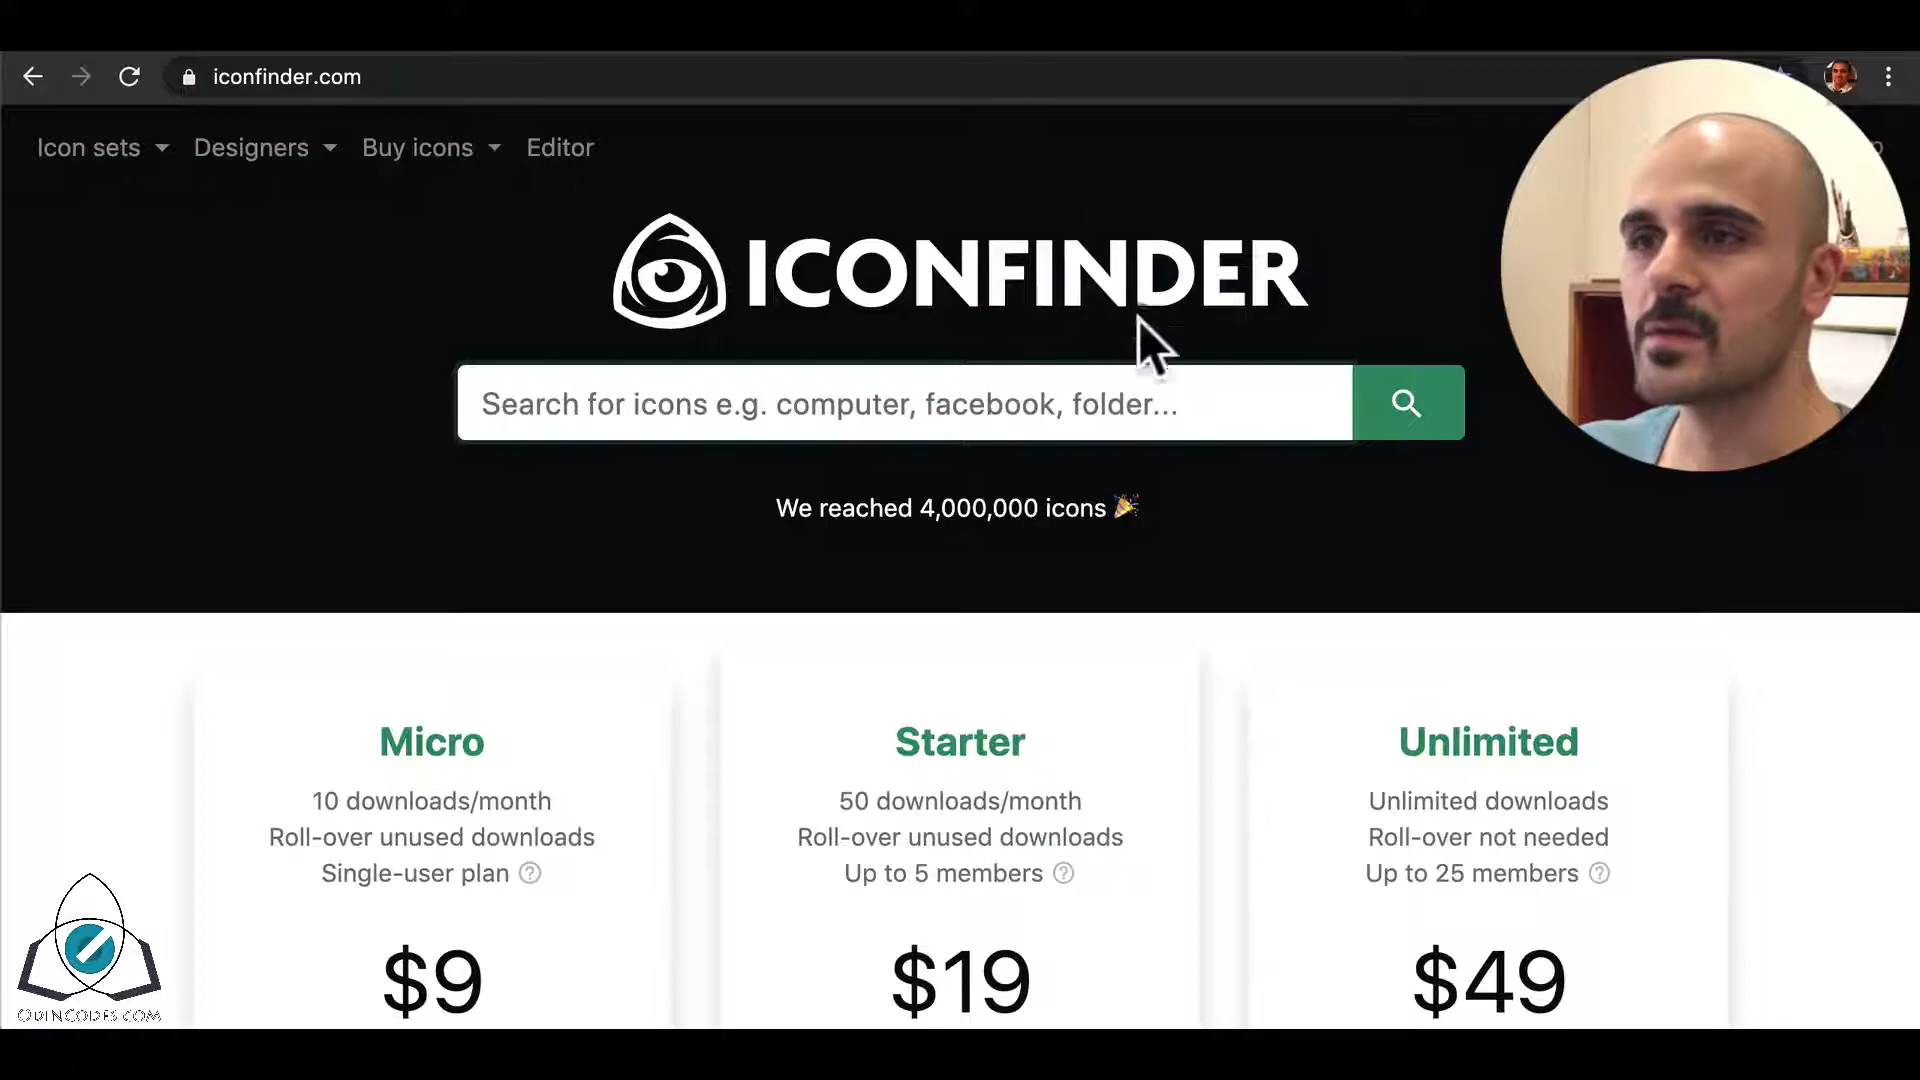 iconfinder.com
Icon sets
Designers
Buy icons
Editor
ICONFINDER
Search for icons e.g. computer, facebook, folder...
We reached 4,000,000 icons 🎉
Micro
10 downloads/month
Roll-over unused downloads
Single-user plan ?
$9
Starter
50 downloads/month
Roll-over unused downloads
Up to 5 members ?
$19
Unlimited
Unlimited downloads
Roll-over not needed
Up to 25 members ?
$49
ODINCODES.COM